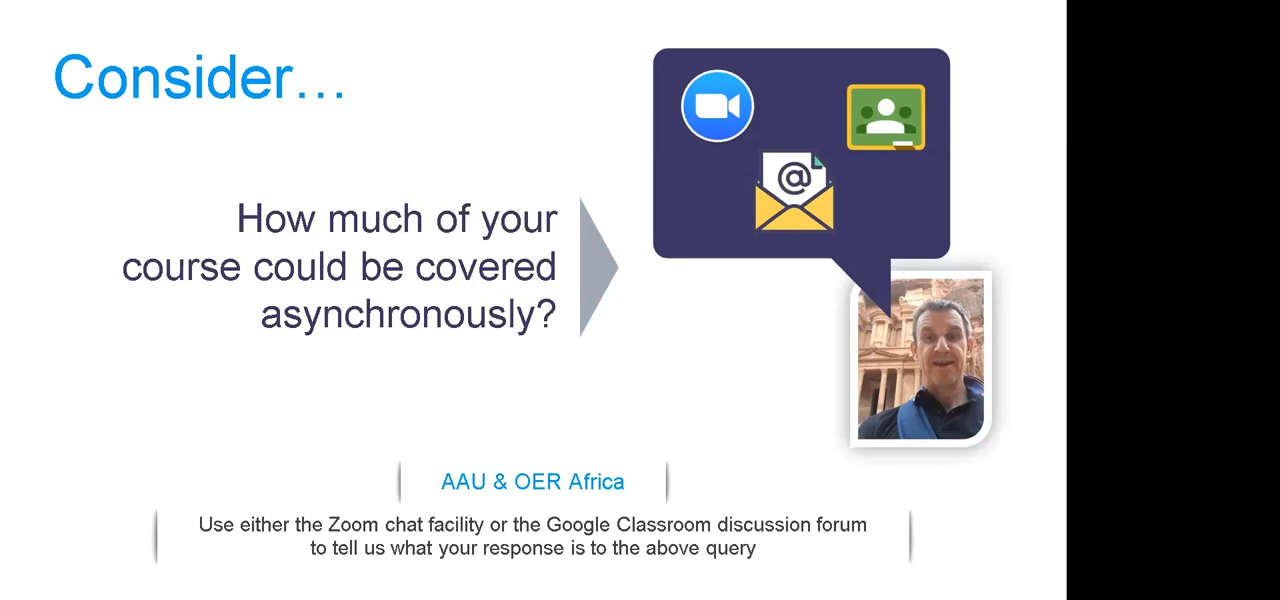 Consider…
How much of your
course could be covered
asynchronously?
@
AAU & OER Africa
Use either the Zoom chat facility or the Google Classroom discussion forum
to tell us what your response is to the above query